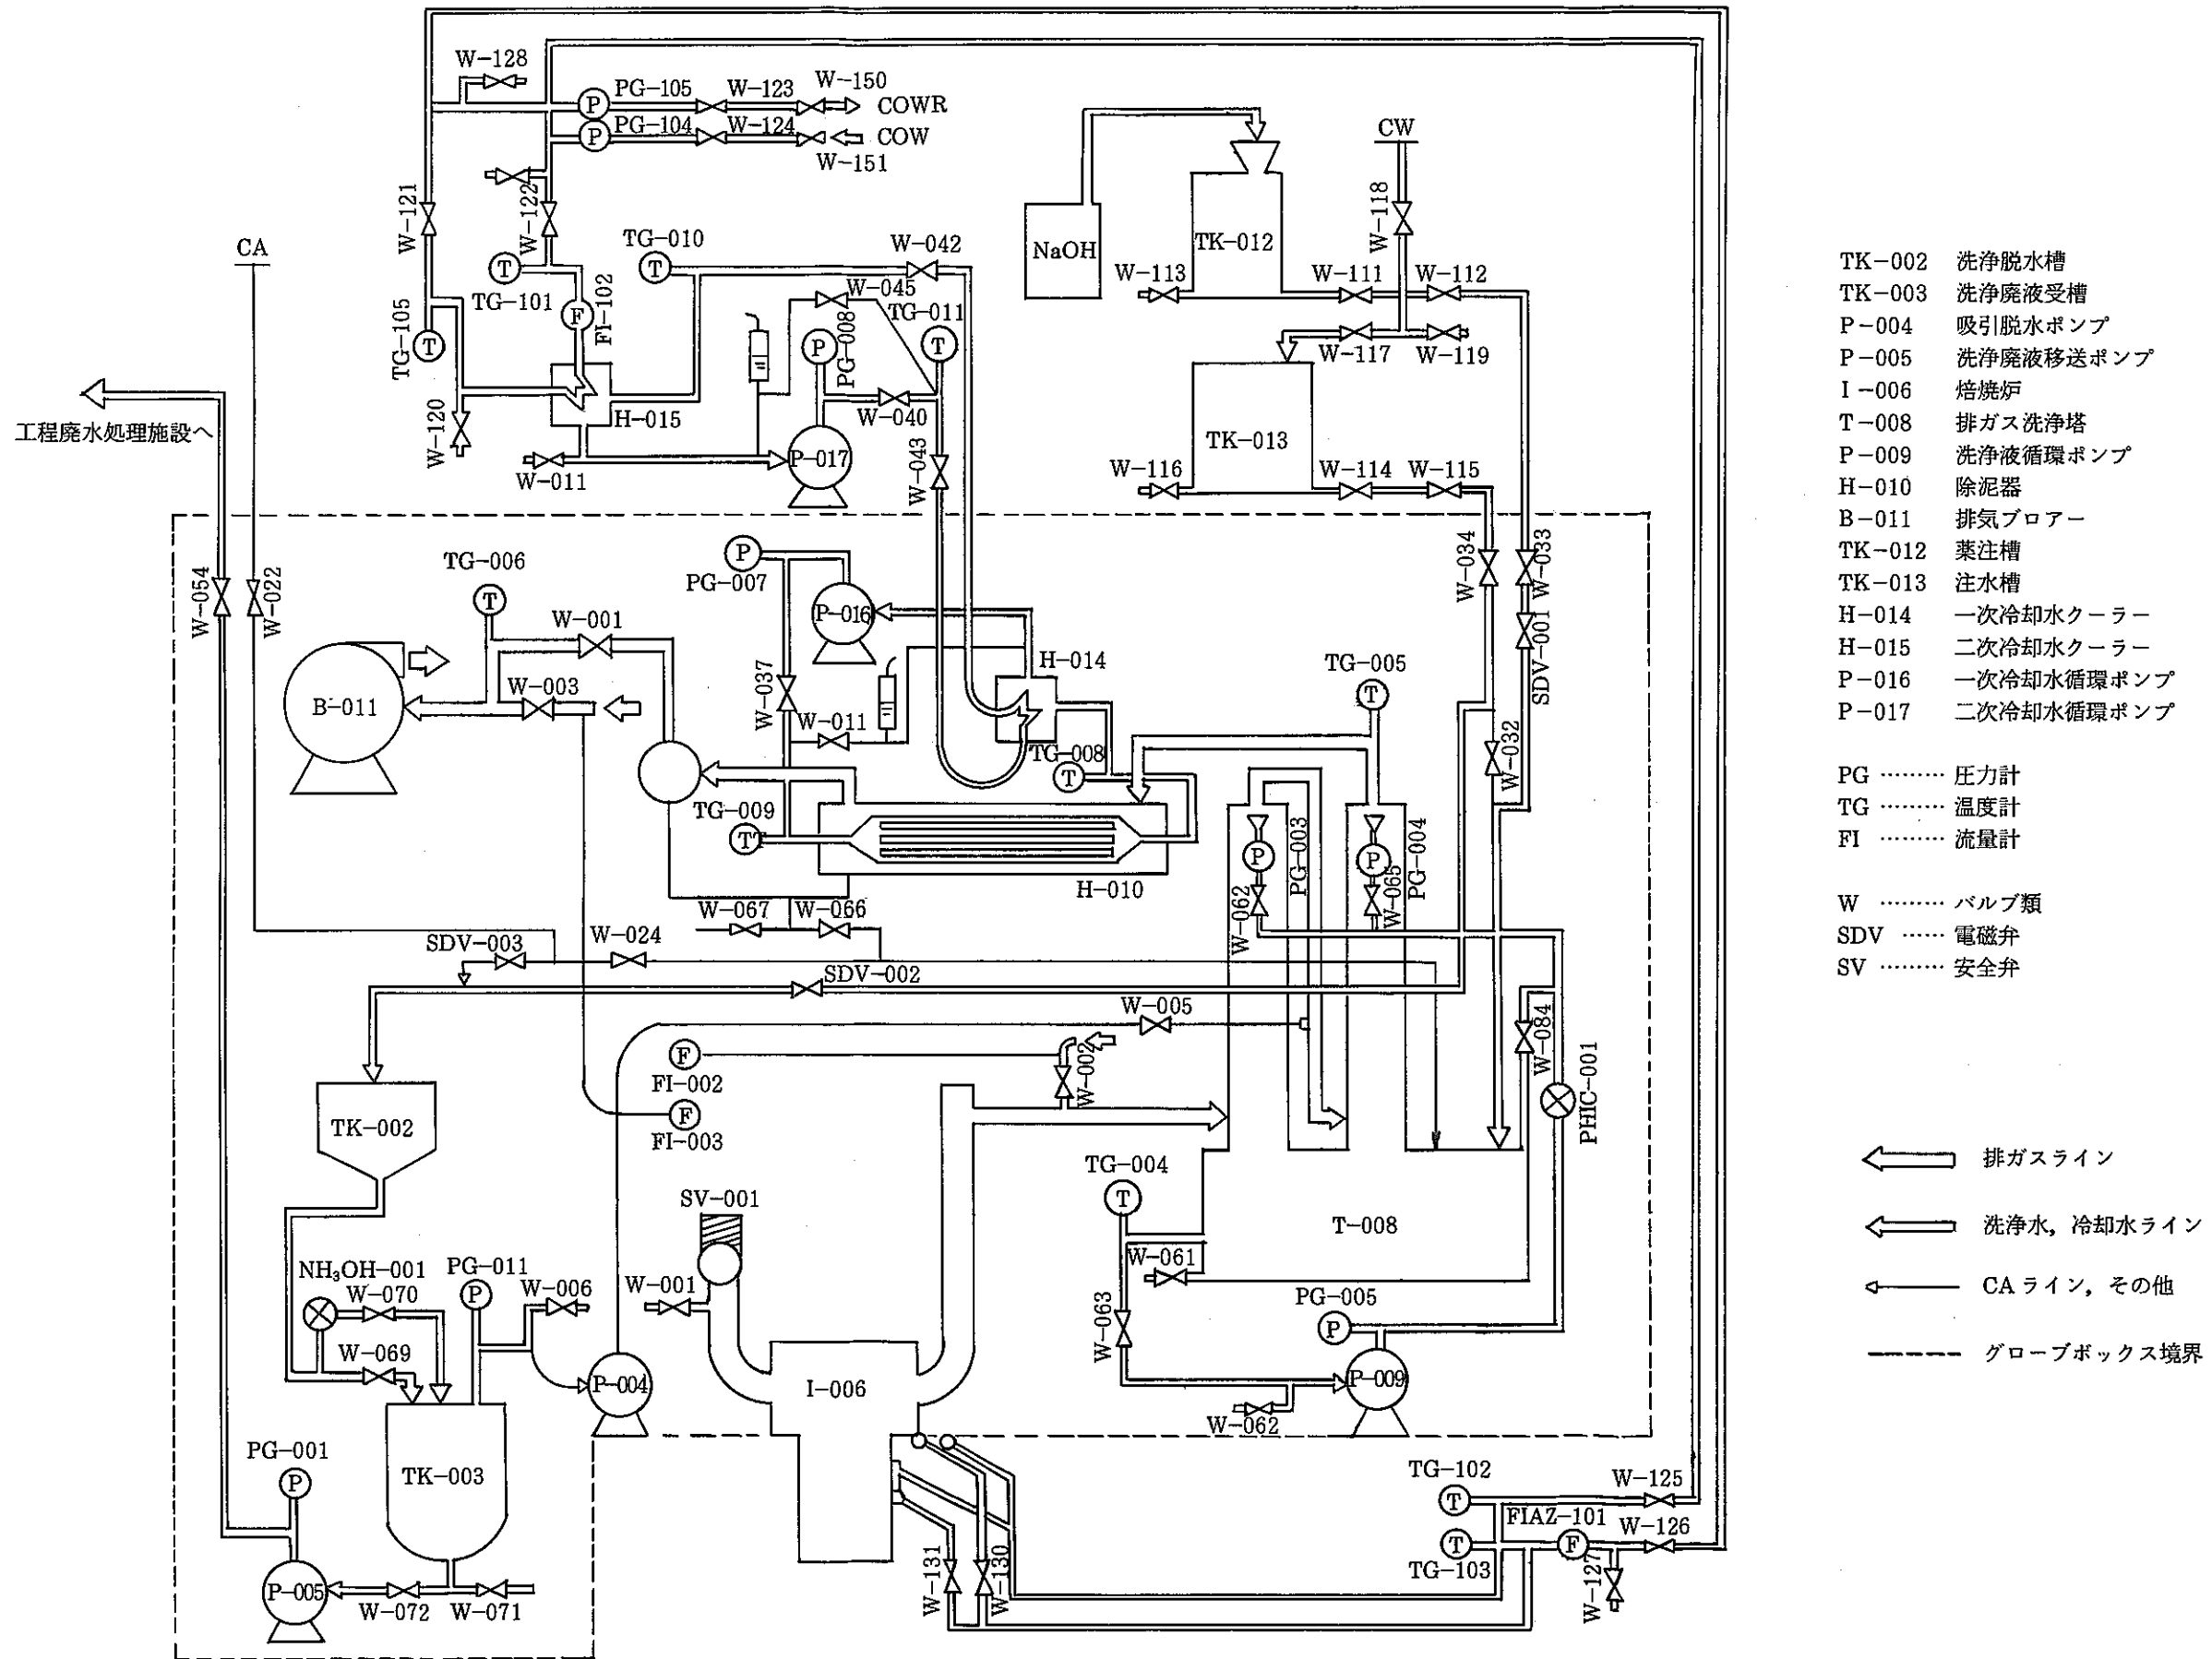 W-128
PG-105
W-123
W-150
COWR
PG-104
W-124
COW
W-151
CW
W-121
W-122
W-118
CA
TG-010
W-042
NaOH
TK-012
W-113
W-111
W-112
TG-101
FI-102
W-045
TG-011
TG-105
PG-008
W-117
W-119
W-040
H-015
工程廃水処理施設へ
W-120
W-011
P-017
W-043
TK-013
W-116
W-114
W-115
W-054
W-022
TG-006
PG-007
W-034
W-033
W-001
P-016
H-014
SDV-001
TG-005
B-011
W-003
W-037
W-011
TG-008
W-032
TG-009
H-010
PG-003
PG-004
W-062
W-065
W-067
W-066
SDV-003
W-024
SDV-002
W-005
W-084
FI-002
W-002
PHIC-001
TK-002
FI-003
TG-004
SV-001
T-008
NH₃OH-001
PG-011
W-070
W-006
W-001
W-061
PG-005
W-063
W-069
P-004
I-006
P-009
W-062
PG-001
TK-003
TG-102
W-125
FIAZ-101
W-126
TG-103
W-127
W-131
W-130
P-005
W-072
W-071
TK-002 洗浄脱水槽
TK-003 洗浄廃液受槽
P-004 吸引脱水ポンプ
P-005 洗浄廃液移送ポンプ
I-006 焙焼炉
T-008 排ガス洗浄塔
P-009 洗浄液循環ポンプ
H-010 除泥器
B-011 排気ブロアー
TK-012 薬注槽
TK-013 注水槽
H-014 一次冷却水クーラー
H-015 二次冷却水クーラー
P-016 一次冷却水循環ポンプ
P-017 二次冷却水循環ポンプ
PG ……… 圧力計
TG ……… 温度計
FI ……… 流量計
W ……… バルブ類
SDV …… 電磁弁
SV ……… 安全弁
排ガスライン
洗浄水，冷却水ライン
CAライン，その他
グローブボックス境界